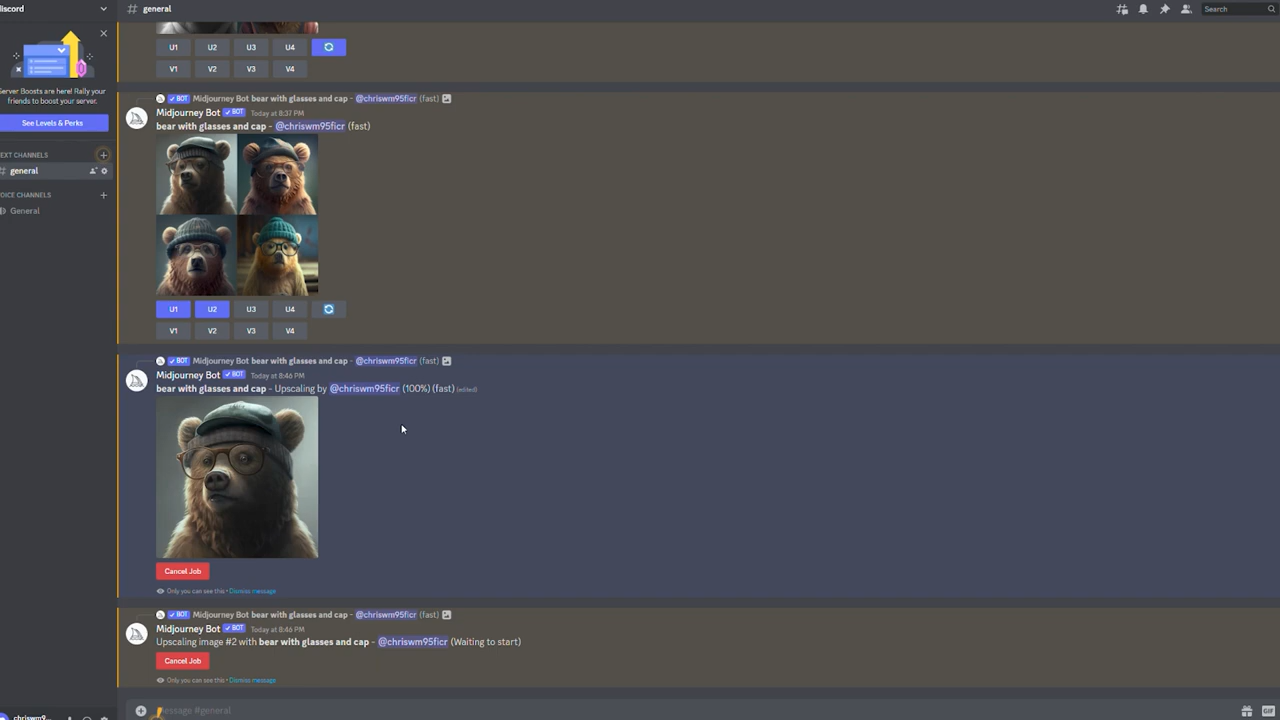 iscord
general
Search
Server Boosts are here! Rally your
friends to boost your server.
See Levels & Perks
EXT CHANNELS
general
OICE CHANNELS
General
U1 U2 U3 U4
V1 V2 V3 V4
BOT Midjourney Bot bear with glasses and cap - @chriswm95ficr (fast)
Midjourney Bot BOT Today at 8:37 PM
bear with glasses and cap - @chriswm95ficr (fast)
U1 U2 U3 U4
V1 V2 V3 V4
BOT Midjourney Bot bear with glasses and cap - @chriswm95ficr (fast)
Midjourney Bot BOT Today at 8:46 PM
bear with glasses and cap - Upscaling by @chriswm95ficr (100%) (fast) (edited)
Cancel Job
Only you can see this • Dismiss message
BOT Midjourney Bot bear with glasses and cap - @chriswm95ficr (fast)
Midjourney Bot BOT Today at 8:46 PM
Upscaling image #2 with bear with glasses and cap - @chriswm95ficr (Waiting to start)
Cancel Job
Only you can see this • Dismiss message
Message #general
GIF
chriswm9...